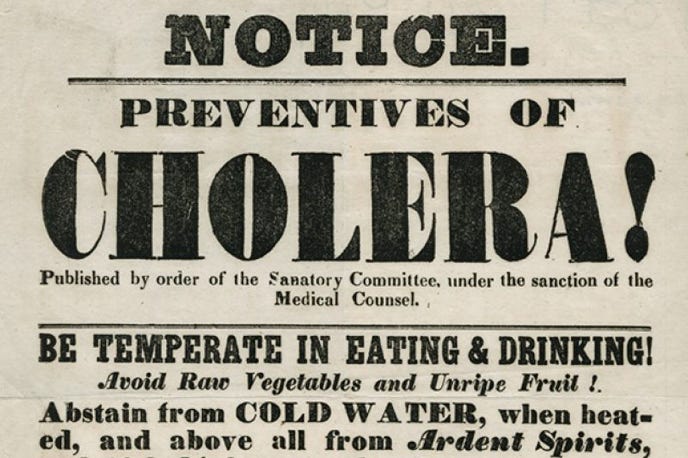 NOTICE.
PREVENTIVES OF
CHOLERA!
Published by order of the Sanatory Committee, under the sanction of the
Medical Counsel.
BE TEMPERATE IN EATING & DRINKING!
Avoid Raw Vegetables and Unripe Fruit !.
Abstain from COLD WATER, when heat-
ed, and above all from Ardent Spirits,